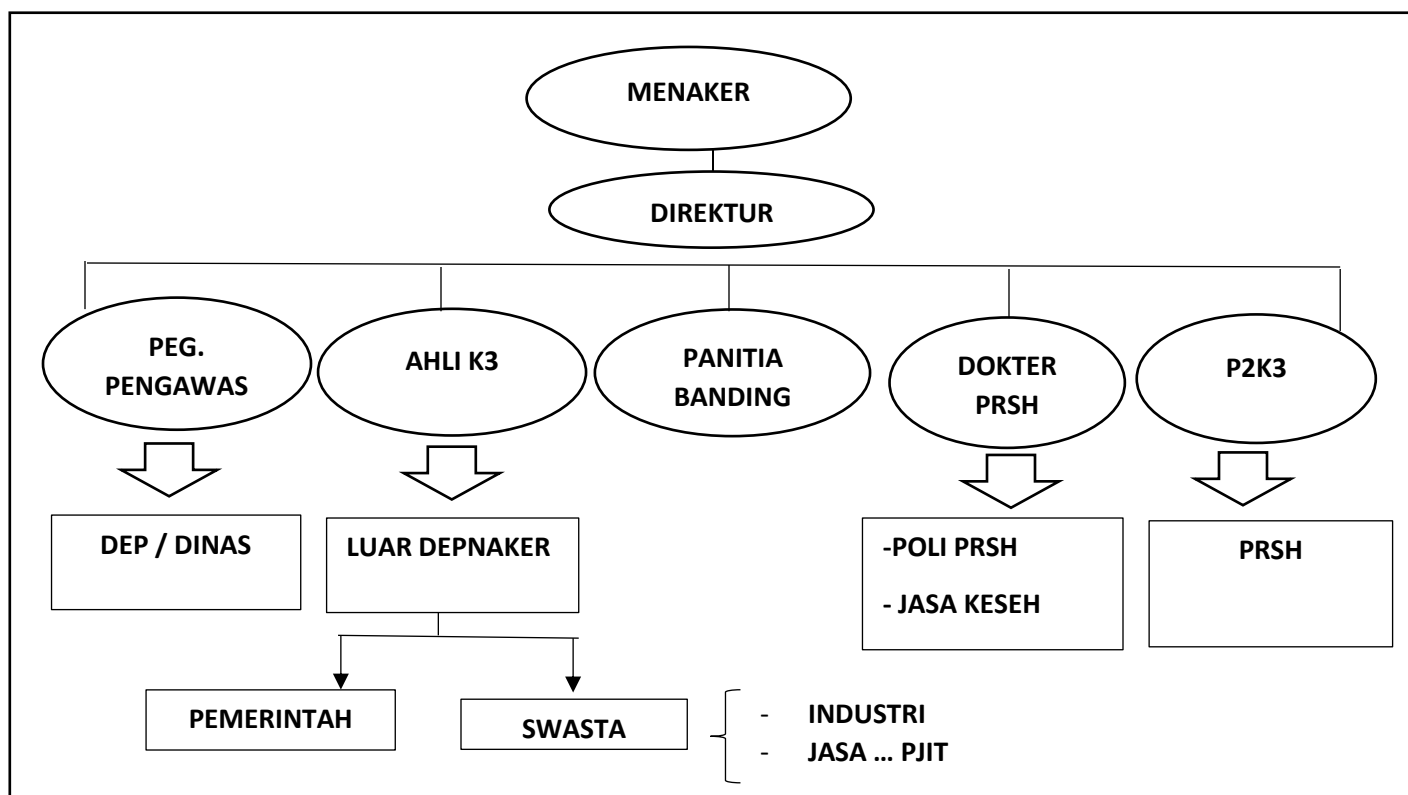 MENAKER
DIREKTUR
PEG.
PENGAWAS
AHLI K3
PANITIA
BANDING
DOKTER
PRSH
P2K3
DEP / DINAS
LUAR DEPNAKER
-POLI PRSH
- JASA KESEH
PRSH
PEMERINTAH
SWASTA
- INDUSTRI
- JASA ... PJIT